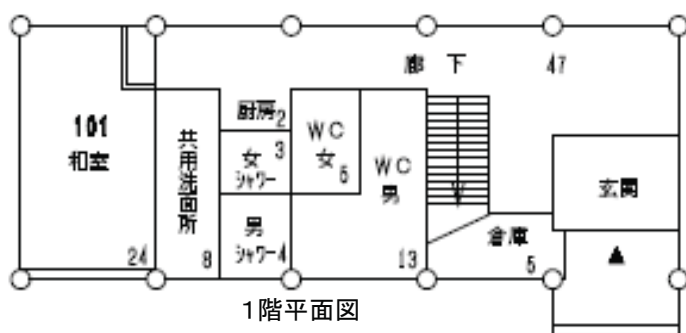 廊下 47
101
和室
24
共用洗面所
8
厨房 2
女 3
シャワー
男
シャワー 4
WC
女
5
WC
男
13
倉庫
5
玄関
▲
1階平面図